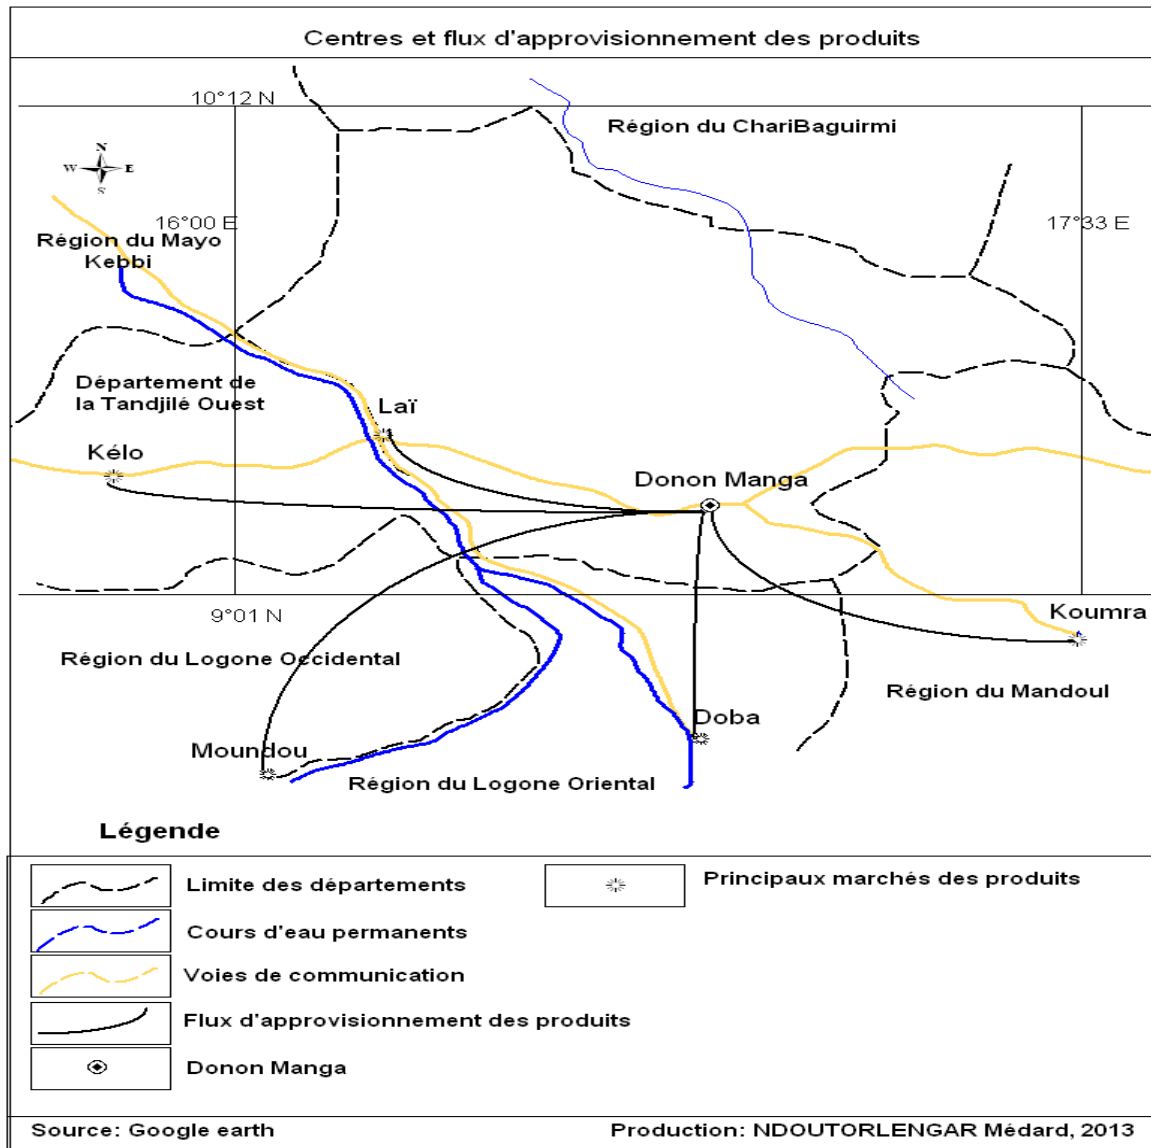 Centres et flux d'approvisionnement des produits
10°12 N
Région du ChariBaguirmi
N
W E
S
16°00 E
17°33 E
Région du Mayo
Kebbi
Département de
la Tandjilé Ouest
Laï
Kélo
Donon Manga
9°01 N
Koumra
Région du Logone Occidental
Région du Mandoul
Doba
Moundou
Région du Logone Oriental
Légende
Limite des départements
Principaux marchés des produits
Cours d'eau permanents
Voies de communication
Flux d'approvisionnement des produits
Donon Manga
Source: Google earth
Production: NDOUTORLENGAR Médard, 2013